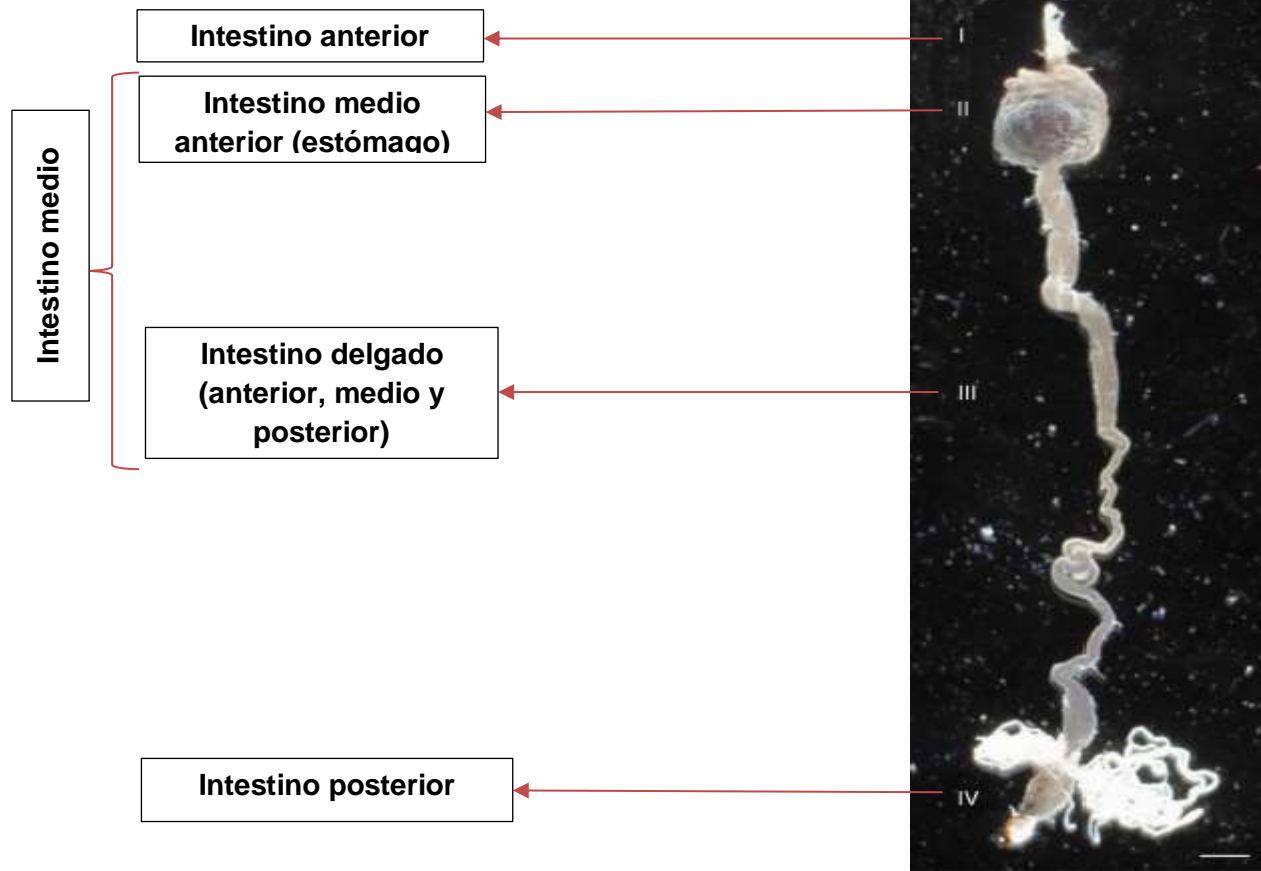 Intestino anterior
I
Intestino medio
anterior (estómago)
II
Intestino medio
Intestino delgado
(anterior, medio y
posterior)
III
Intestino posterior
IV